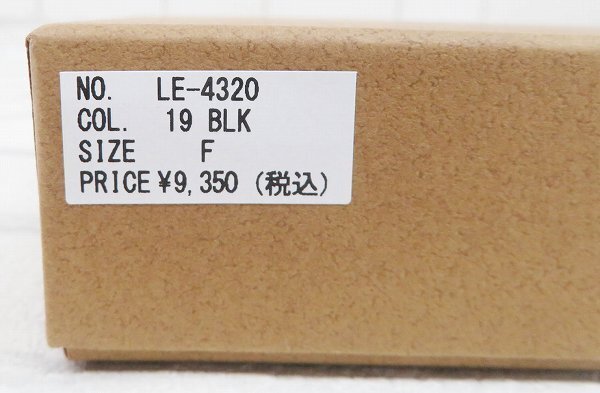 NO. LE-4320
COL. 19 BLK
SIZE F
PRICE ¥9,350 (税込)